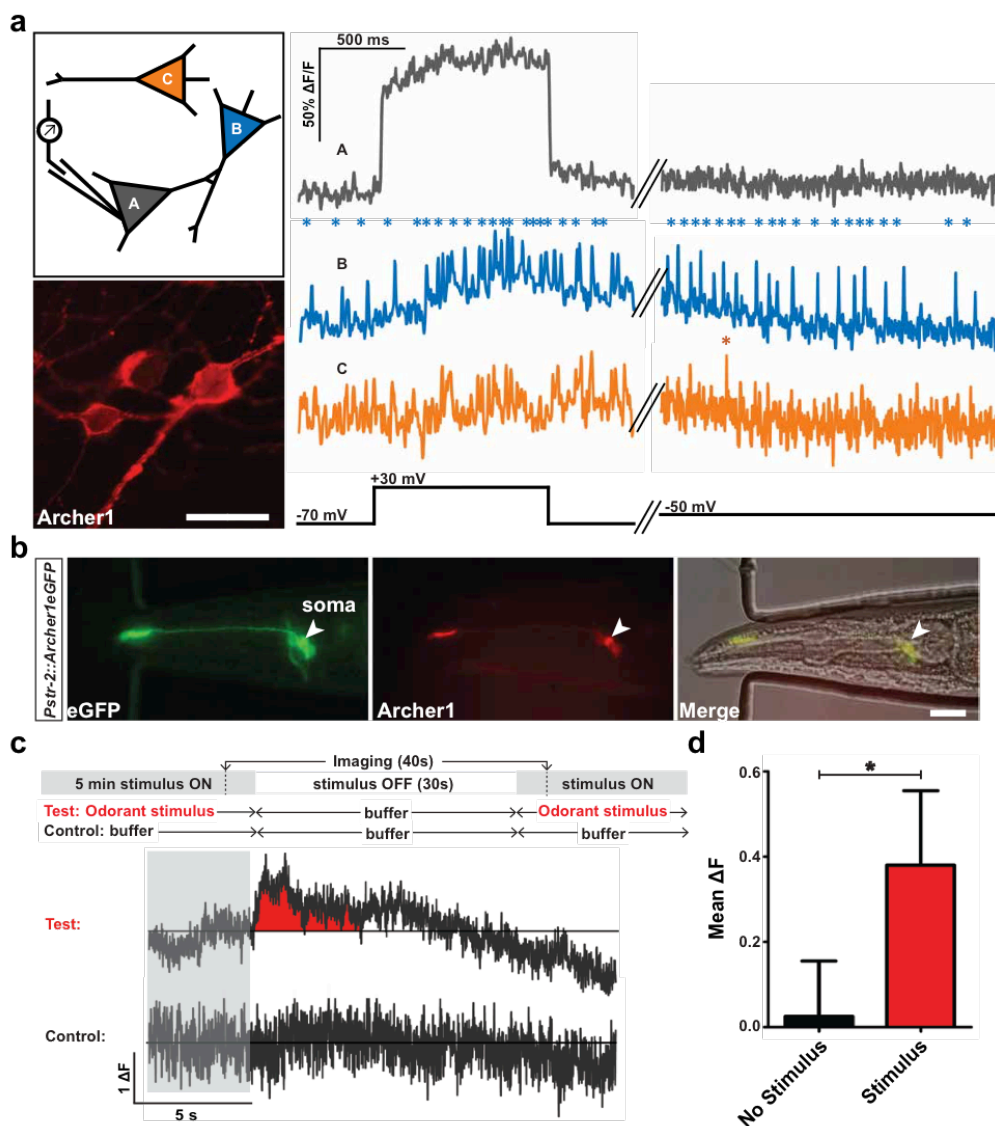 a
C
B
A
Archer1
500 ms
50% ΔF/F
A
* * * * * * * * * * * * * * * * * * * *
* * * * * * * * * * * * * * * * * *
B
*
C
-70 mV
+30 mV
-50 mV
b
Pstr-2::Archer1eGFP
soma
eGFP
Archer1
Merge
c
Imaging (40s)
5 min stimulus ON
stimulus OFF (30s)
stimulus ON
Test: Odorant stimulus
buffer
Odorant stimulus
Control: buffer
buffer
buffer
Test:
Control:
1 ΔF
5 s
d
Mean ΔF
0.6
0.4
0.2
0.0
*
No Stimulus
Stimulus